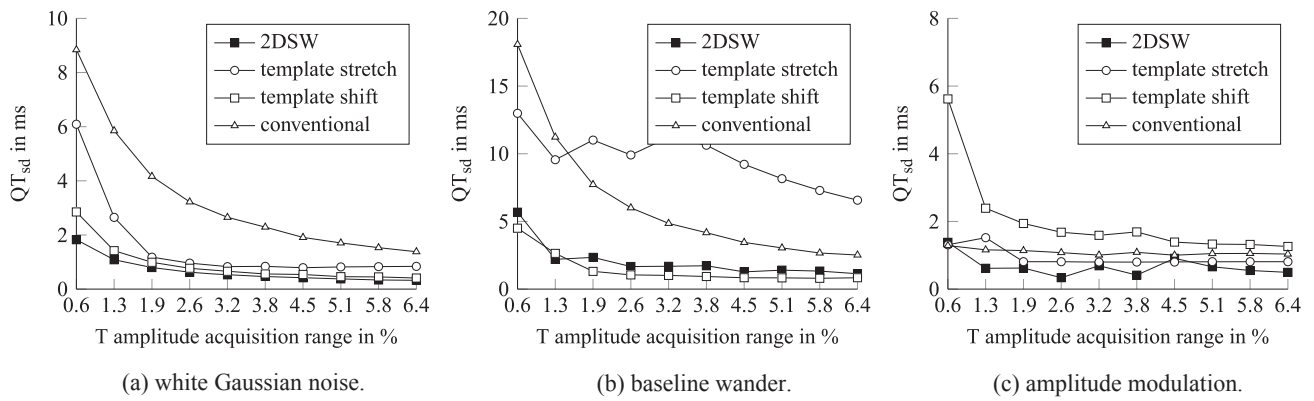 10
8
6
4
2
0
QTsd in ms
0.6 1.3 1.9 2.6 3.2 3.8 4.5 5.1 5.8 6.4
T amplitude acquisition range in %
2DSW
template stretch
template shift
conventional
(a) white Gaussian noise.
20
15
10
5
0
QTsd in ms
0.6 1.3 1.9 2.6 3.2 3.8 4.5 5.1 5.8 6.4
T amplitude acquisition range in %
2DSW
template stretch
template shift
conventional
(b) baseline wander.
8
6
4
2
0
QTsd in ms
0.6 1.3 1.9 2.6 3.2 3.8 4.5 5.1 5.8 6.4
T amplitude acquisition range in %
2DSW
template stretch
template shift
conventional
(c) amplitude modulation.